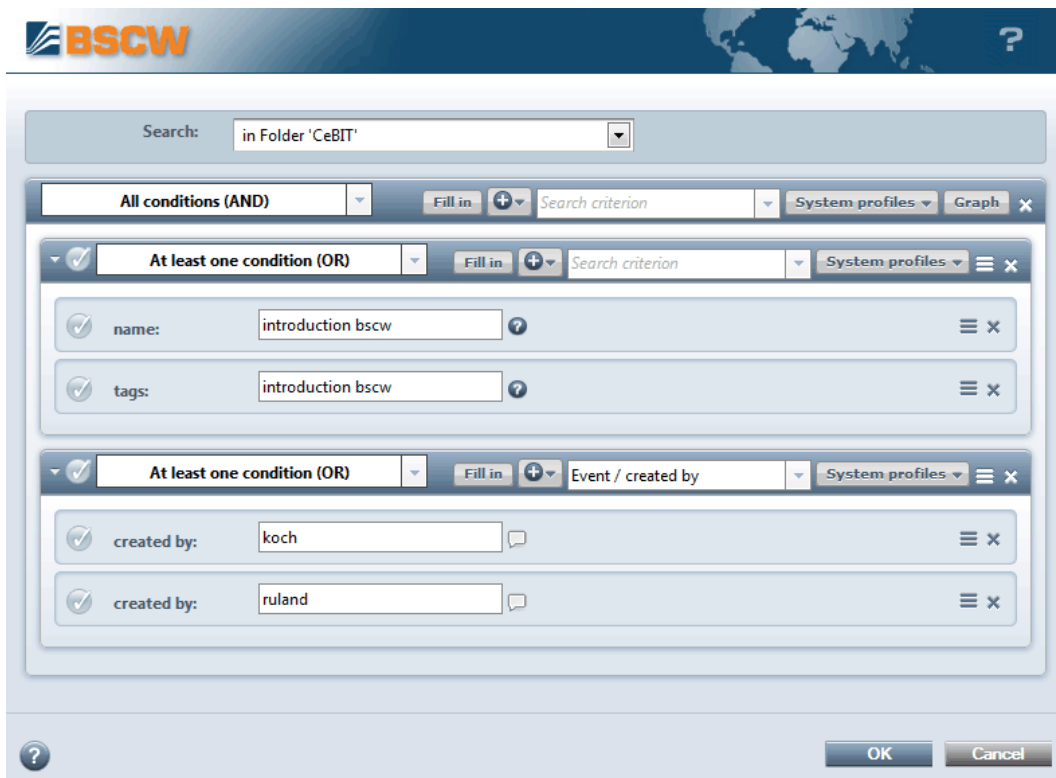 BSCW
?
Search: in Folder 'CeBIT'
All conditions (AND) Fill in Search criterion System profiles Graph
At least one condition (OR) Fill in Search criterion System profiles
name: introduction bscw ?
tags: introduction bscw ?
At least one condition (OR) Fill in Event / created by System profiles
created by: koch
created by: ruland
? OK Cancel